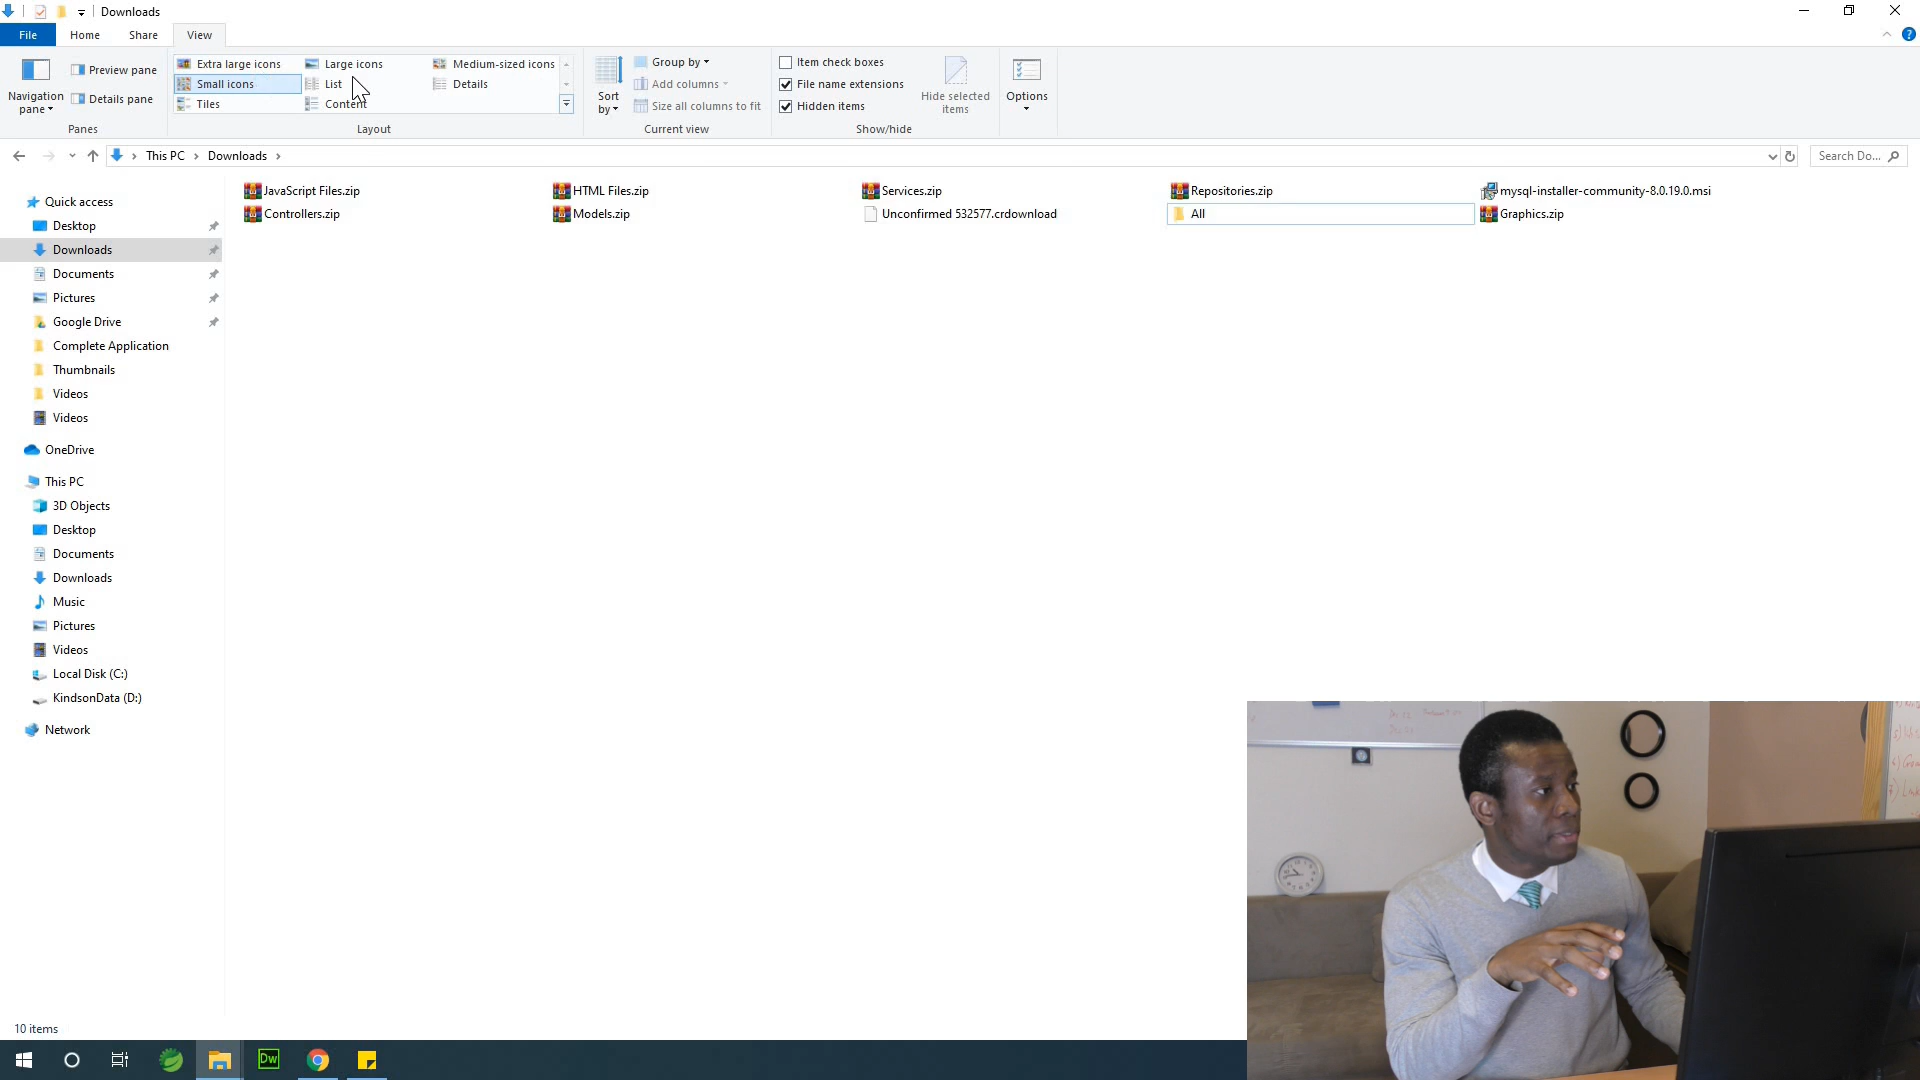 Downloads
File Home Share View
Navigation pane
Preview pane
Details pane
Panes
Extra large icons Large icons Medium-sized icons
Small icons List Details
Tiles Content
Layout
Sort by
Group by
Add columns
Size all columns to fit
Current view
Item check boxes
File name extensions
Hidden items
Hide selected items
Show/hide
Options
This PC Downloads
Search Do...
Quick access
Desktop
Downloads
Documents
Pictures
Google Drive
Complete Application
Thumbnails
Videos
Videos
OneDrive
This PC
3D Objects
Desktop
Documents
Downloads
Music
Pictures
Videos
Local Disk (C:)
KindsonData (D:)
Network
JavaScript Files.zip HTML Files.zip Services.zip Repositories.zip mysql-installer-community-8.0.19.0.msi
Controllers.zip Models.zip Unconfirmed 532577.crdownload All Graphics.zip
10 items
Dw